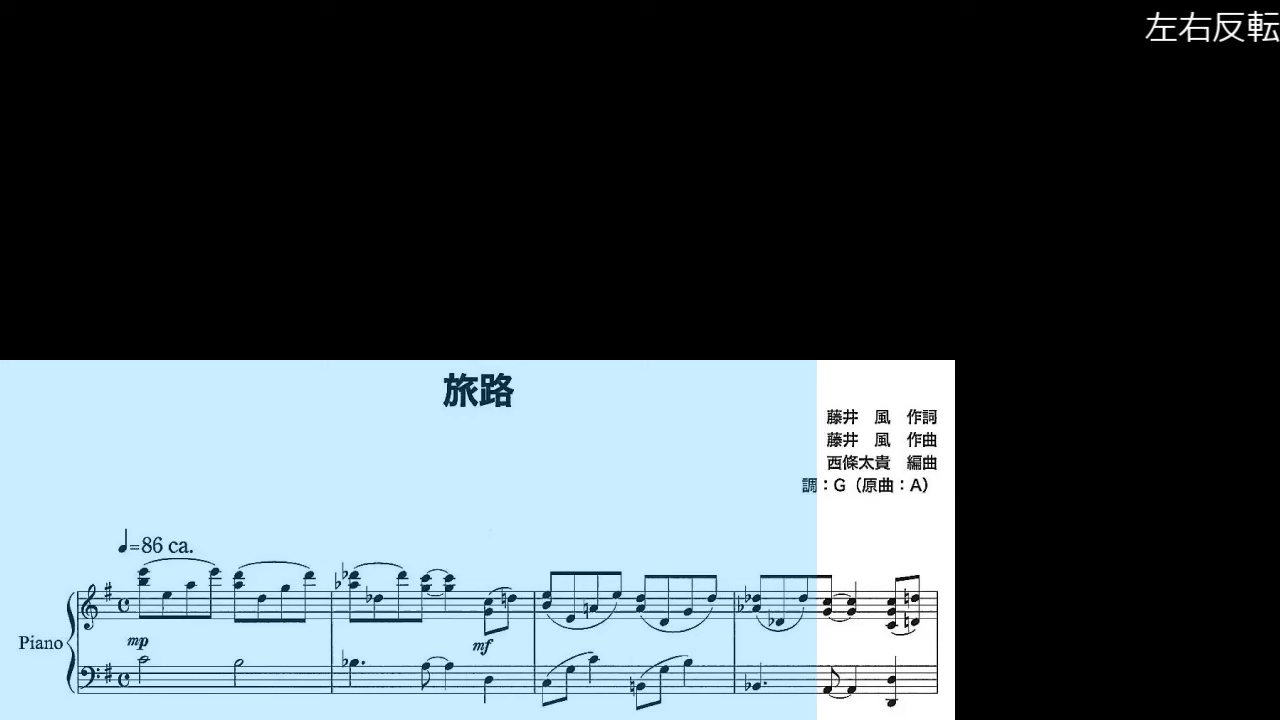 左右反転
旅路
藤井 風 作詞
藤井 風 作曲
西條太貴 編曲
調：G（原曲：A）
♩=86 ca.
Piano
mp
mf